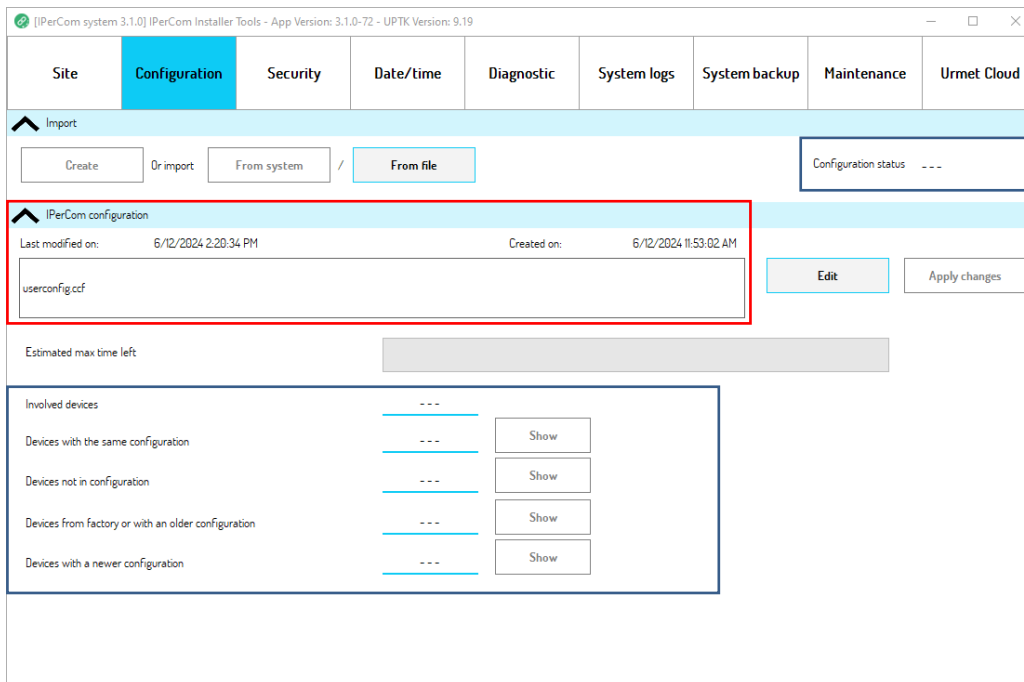 [IPerCom system 3.1.0] IPerCom Installer Tools - App Version: 3.1.0-72 - UPTK Version: 9.19
Site Configuration Security Date/time Diagnostic System logs System backup Maintenance Urmet Cloud
Import
Create Or import From system / From file Configuration status ---
IPerCom configuration
Last modified on: 6/12/2024 2:20:34 PM Created on: 6/12/2024 11:53:02 AM
userconfig.ccf
Edit Apply changes
Estimated max time left
Involved devices ---
Devices with the same configuration --- Show
Devices not in configuration --- Show
Devices from factory or with an older configuration --- Show
Devices with a newer configuration --- Show